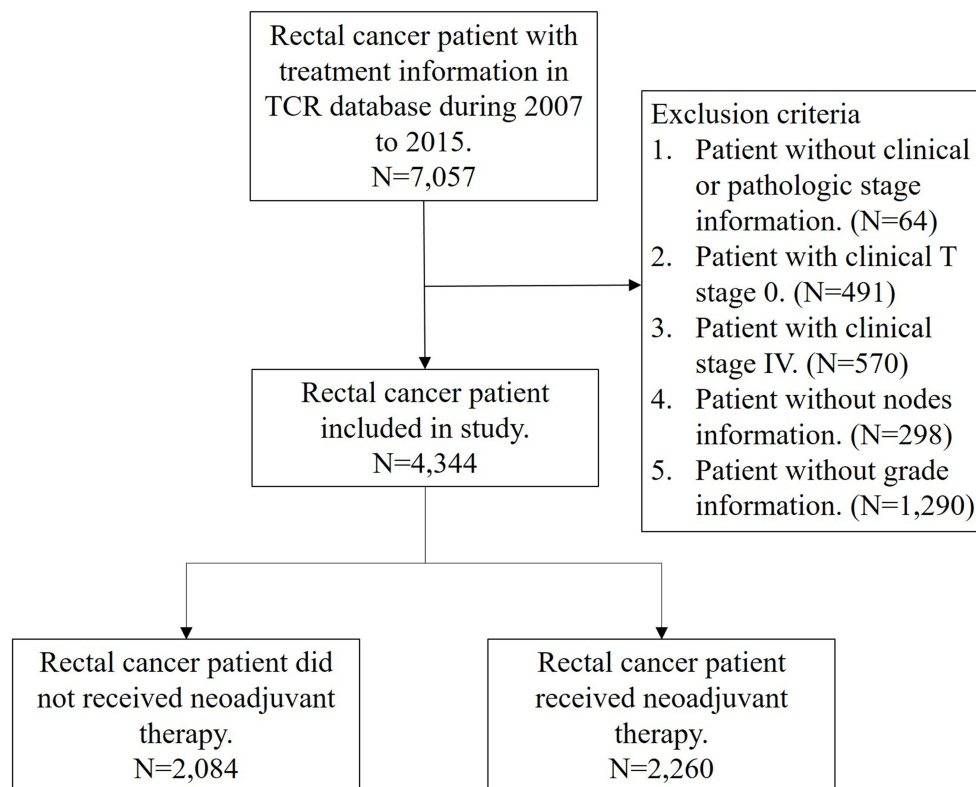 Rectal cancer patient with
treatment information in
TCR database during 2007
to 2015.
N=7,057
Exclusion criteria
1. Patient without clinical
or pathologic stage
information. (N=64)
2. Patient with clinical T
stage 0. (N=491)
3. Patient with clinical
stage IV. (N=570)
4. Patient without nodes
information. (N=298)
5. Patient without grade
information. (N=1,290)
Rectal cancer patient
included in study.
N=4,344
Rectal cancer patient did
not received neoadjuvant
therapy.
N=2,084
Rectal cancer patient
received neoadjuvant
therapy.
N=2,260